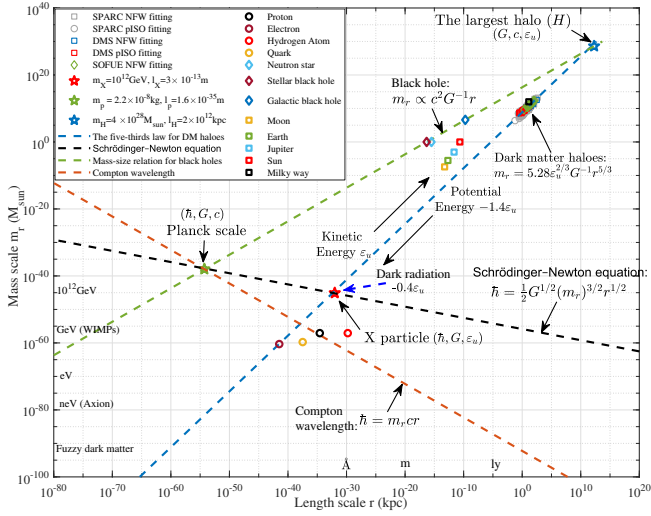 10^20
10^10
10^0
10^-20
10^-40
10^-60
10^-80
10^-100
Mass scale m_r (M_sun)
SPARC NFW fitting
SPARC pISO fitting
DMS NFW fitting
DMS pISO fitting
SOFUE NFW fitting
m_X=10^12GeV, l_X=3× 10^-13m
m_p = 2.2×10^-8kg, l_p=1.6×10^-35m
m_H=4 ×10^28M_sun, l_H=2×10^12kpc
The five-thirds law for DM haloes
Schrödinger-Newton equation
Mass-size relation for black holes
Compton wavelength
Proton
Electron
Hydrogen Atom
Quark
Neutron star
Stellar black hole
Galactic black hole
Moon
Earth
Jupiter
Sun
Milky way
The largest halo (H)
(G, c, ε_u)
Black hole:
m_r ∝ c^2G^-1r
Dark matter haloes:
m_r = 5.28ε_u^2/3G^-1r^5/3
Potential
Energy −1.4ε_u
Kinetic
Energy ε_u
(ℏ, G, c)
Planck scale
Dark radiation
-0.4ε_u
Schrödinger-Newton equation:
ℏ = 1/2G^1/2(m_r)^3/2r^1/2
X particle (ℏ, G, ε_u)
Compton
wavelength: ℏ = m_rcr
10^12GeV
GeV (WIMPs)
eV
neV (Axion)
Fuzzy dark matter
Å
m
ly
10^-80
10^-70
10^-60
10^-50
10^-40
10^-30
10^-20
10^-10
10^0
10^10
10^20
Length scale r (kpc)